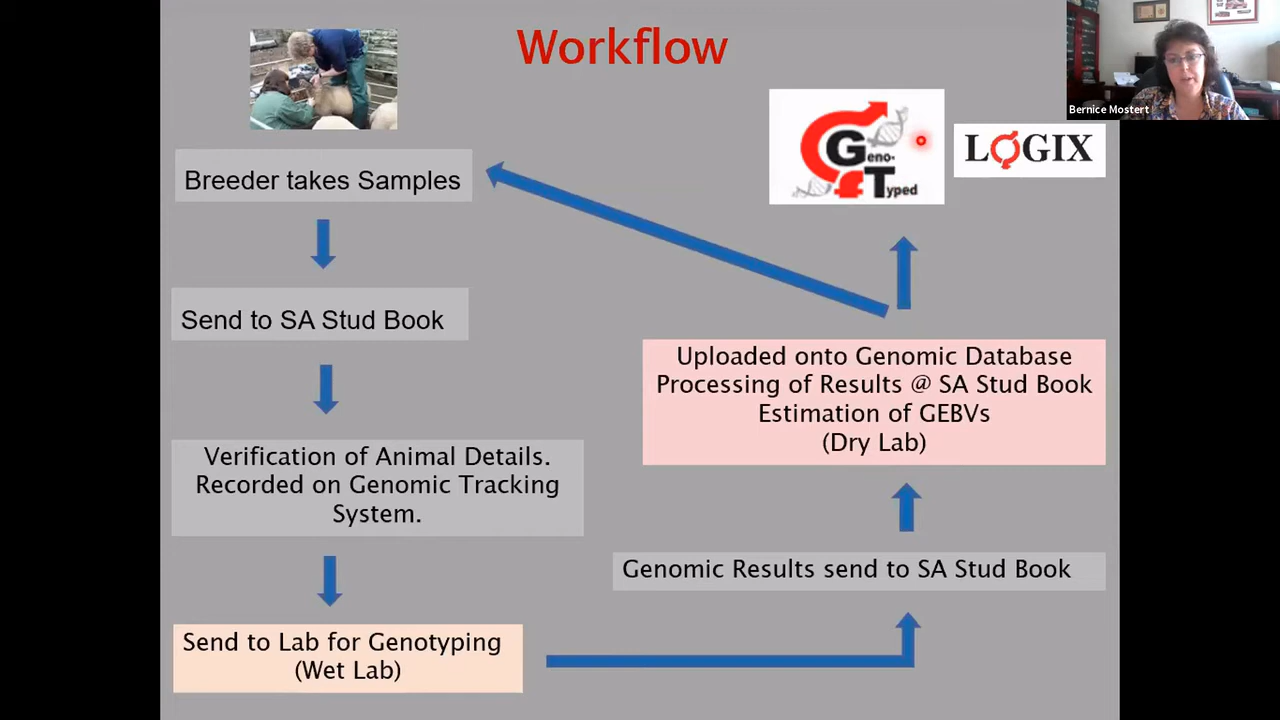 Workflow
Bernice Mostert
Geno-
Typed
LOGIX
Breeder takes Samples
Send to SA Stud Book
Verification of Animal Details.
Recorded on Genomic Tracking
System.
Send to Lab for Genotyping
(Wet Lab)
Genomic Results send to SA Stud Book
Uploaded onto Genomic Database
Processing of Results @ SA Stud Book
Estimation of GEBVs
(Dry Lab)